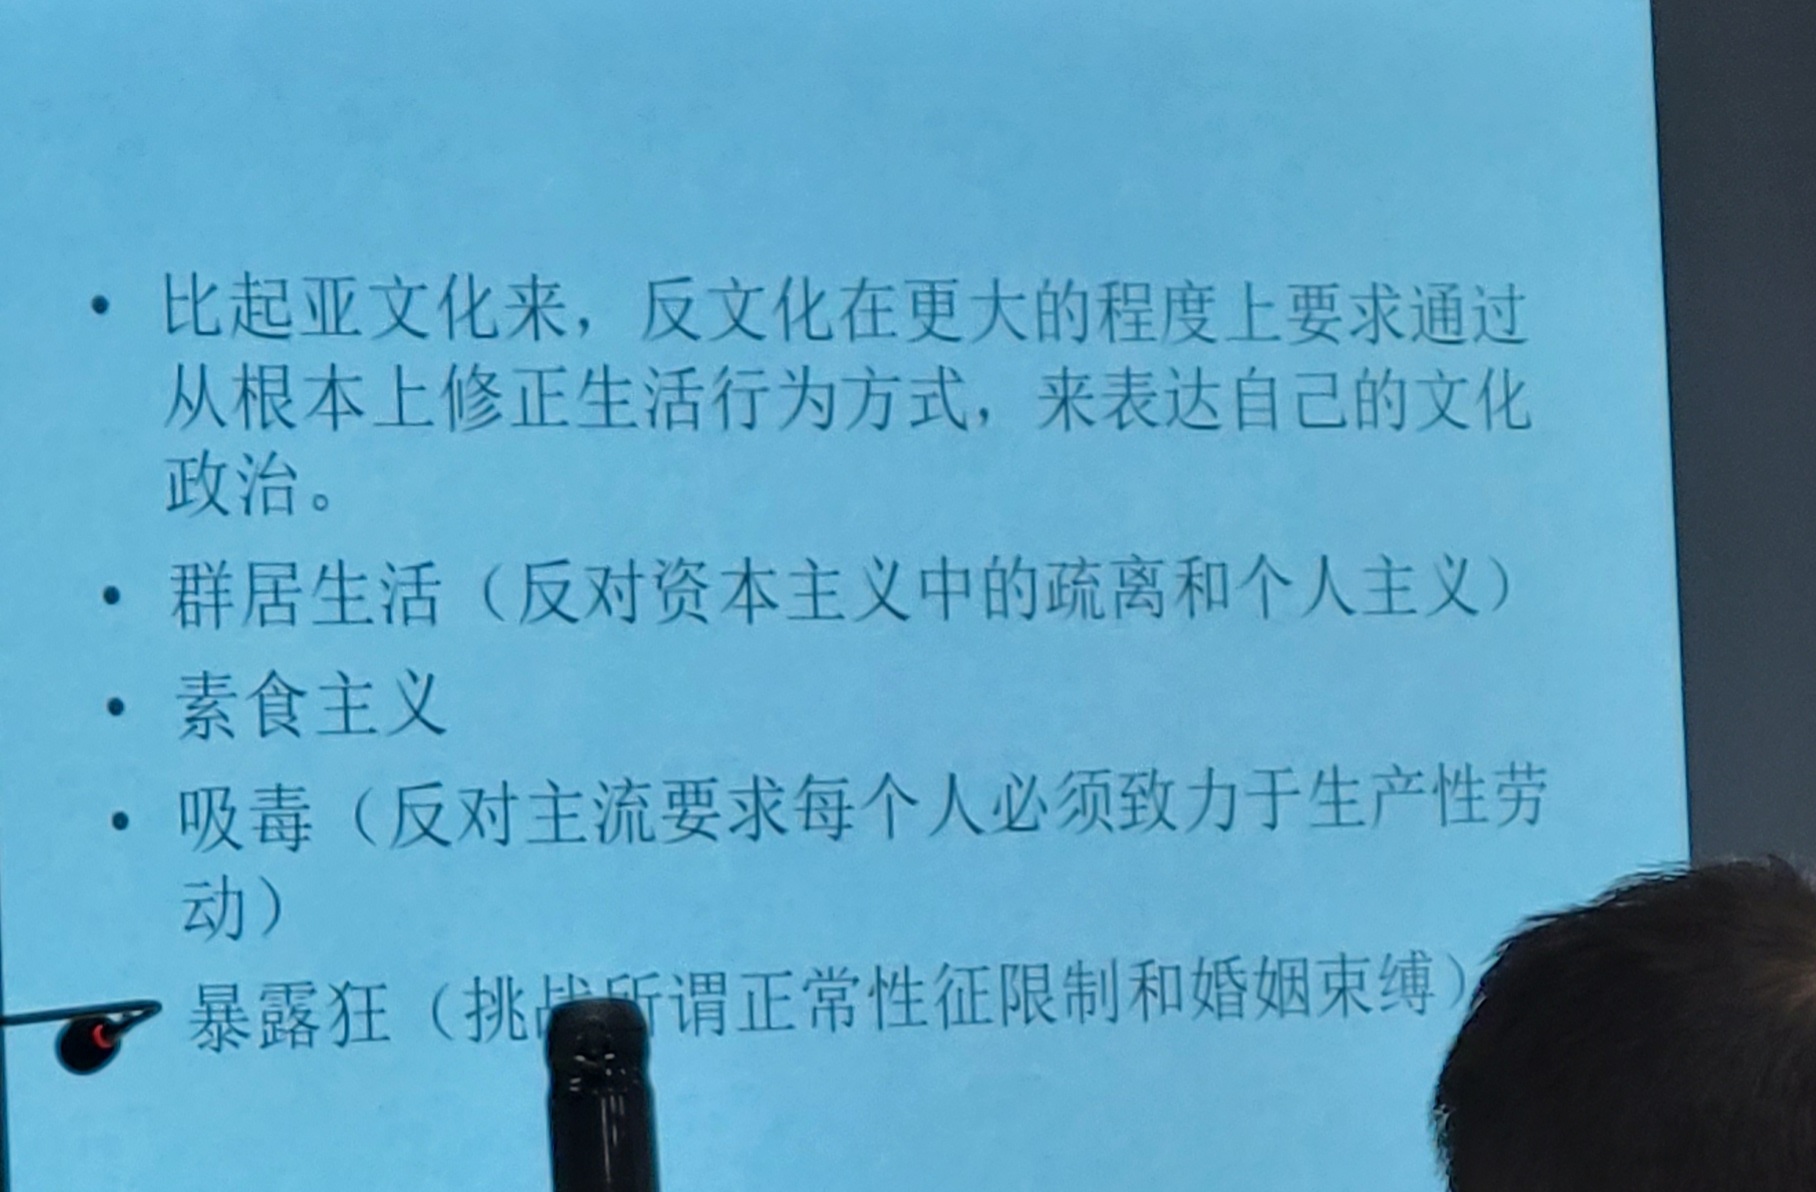 • 比起亚文化来，反文化在更大的程度上要求通过
从根本上修正生活行为方式，来表达自己的文化
政治。
• 群居生活（反对资本主义中的疏离和个人主义）
• 素食主义
• 吸毒（反对主流要求每个人必须致力于生产性劳
动）
暴露狂（挑战所谓正常性征限制和婚姻束缚）